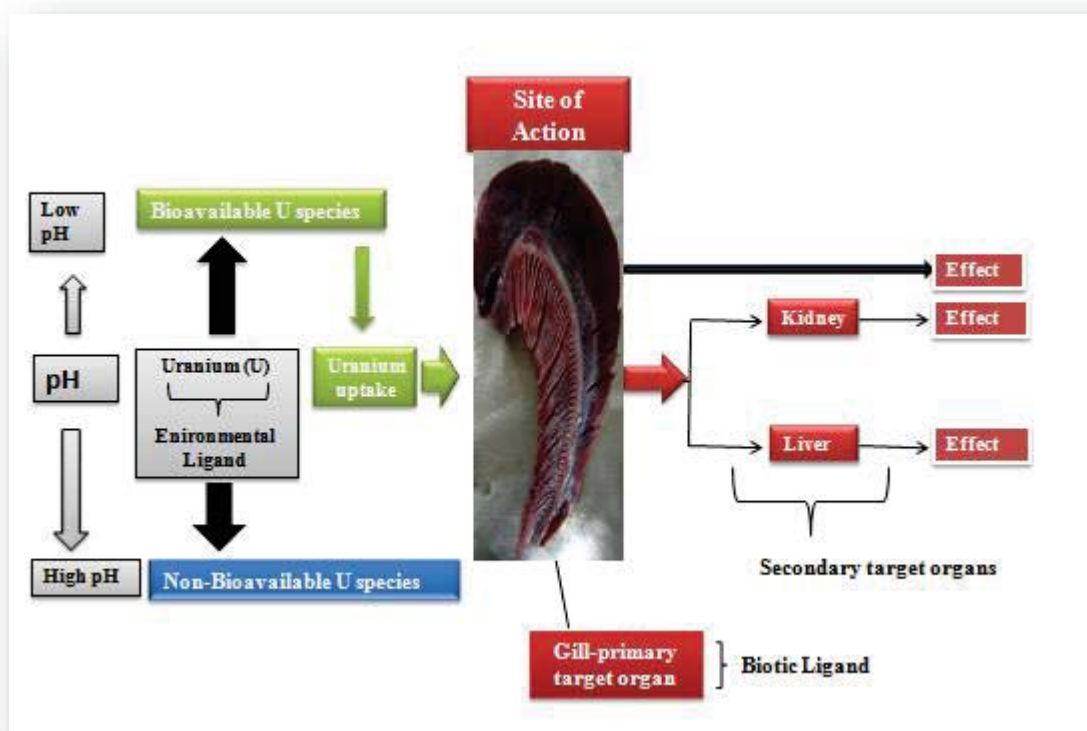 Site of
Action
Low
pH
Bioavailable U species
Effect
Kidney
Effect
pH
Uranium (U)
Enironmental
Ligand
Uranium
uptake
Liver
Effect
High pH
Non-Bioavailable U species
Secondary target organs
Gill-primary
target organ
Biotic Ligand